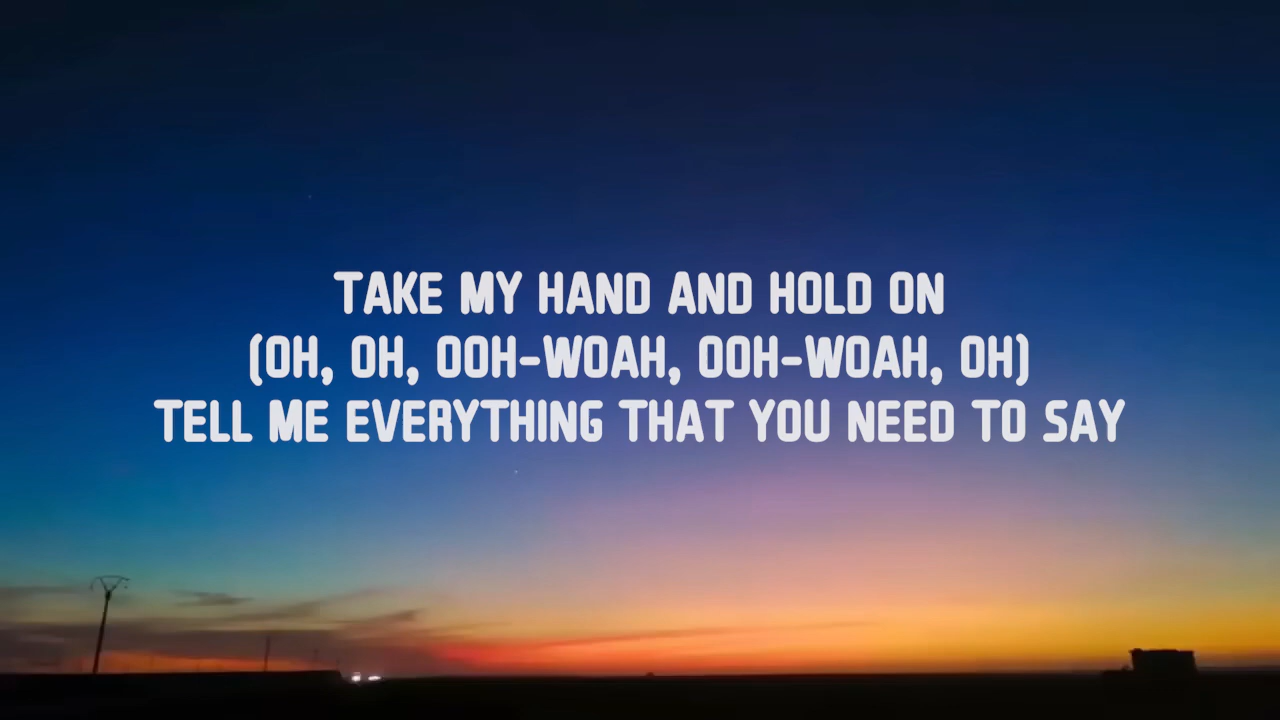 TAKE MY HAND AND HOLD ON
(OH, OH, OOH-WOAH, OOH-WOAH, OH)
TELL ME EVERYTHING THAT YOU NEED TO SAY